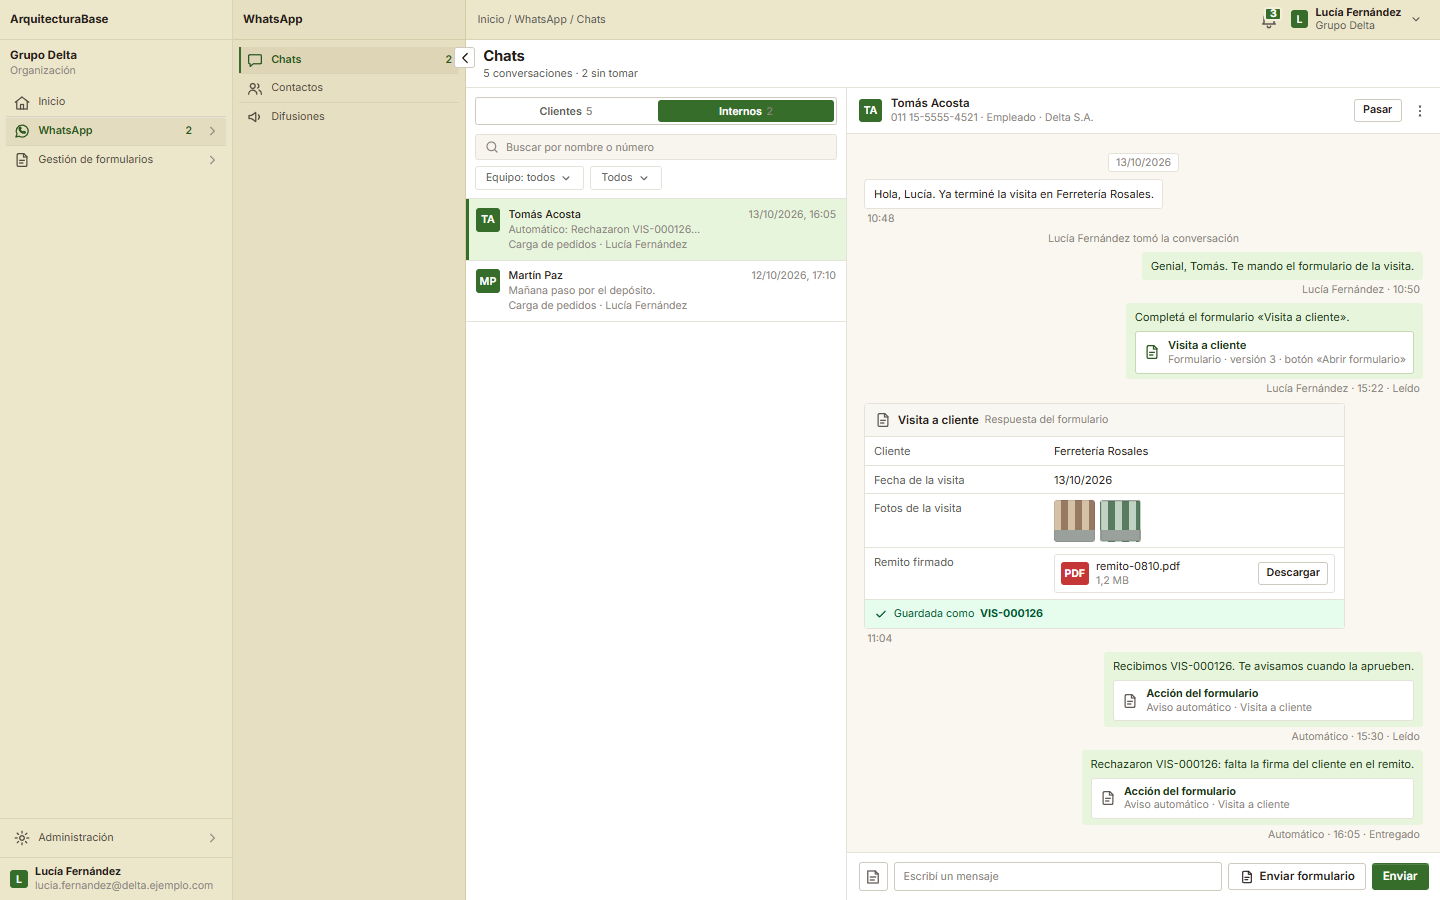 ArquitecturaBase
Grupo Delta
Organización
Inicio
WhatsApp 2
Gestión de formularios
Administración
L
Lucía Fernández
lucia.fernandez@delta.ejemplo.com
WhatsApp
Chats 2
Contactos
Difusiones
Inicio / WhatsApp / Chats
3
L
Lucía Fernández
Grupo Delta
Chats
5 conversaciones · 2 sin tomar
Clientes 5
Internos 2
Buscar por nombre o número
Equipo: todos
Todos
TA
Tomás Acosta 13/10/2026, 16:05
Automático: Rechazaron VIS-000126...
Carga de pedidos · Lucía Fernández
MP
Martín Paz 12/10/2026, 17:10
Mañana paso por el depósito.
Carga de pedidos · Lucía Fernández
TA
Tomás Acosta
011 15-5555-4521 · Empleado · Delta S.A.
Pasar
13/10/2026
Hola, Lucía. Ya terminé la visita en Ferretería Rosales.
10:48
Lucía Fernández tomó la conversación
Genial, Tomás. Te mando el formulario de la visita.
Lucía Fernández · 10:50
Completá el formulario «Visita a cliente».
Visita a cliente
Formulario · versión 3 · botón «Abrir formulario»
Lucía Fernández · 15:22 · Leído
Visita a cliente Respuesta del formulario
Cliente Ferretería Rosales
Fecha de la visita 13/10/2026
Fotos de la visita
Remito firmado
PDF
remito-0810.pdf
1,2 MB
Descargar
Guardada como VIS-000126
11:04
Recibimos VIS-000126. Te avisamos cuando la aprueben.
Acción del formulario
Aviso automático · Visita a cliente
Automático · 15:30 · Leído
Rechazaron VIS-000126: falta la firma del cliente en el remito.
Acción del formulario
Aviso automático · Visita a cliente
Automático · 16:05 · Entregado
Escribí un mensaje
Enviar formulario
Enviar